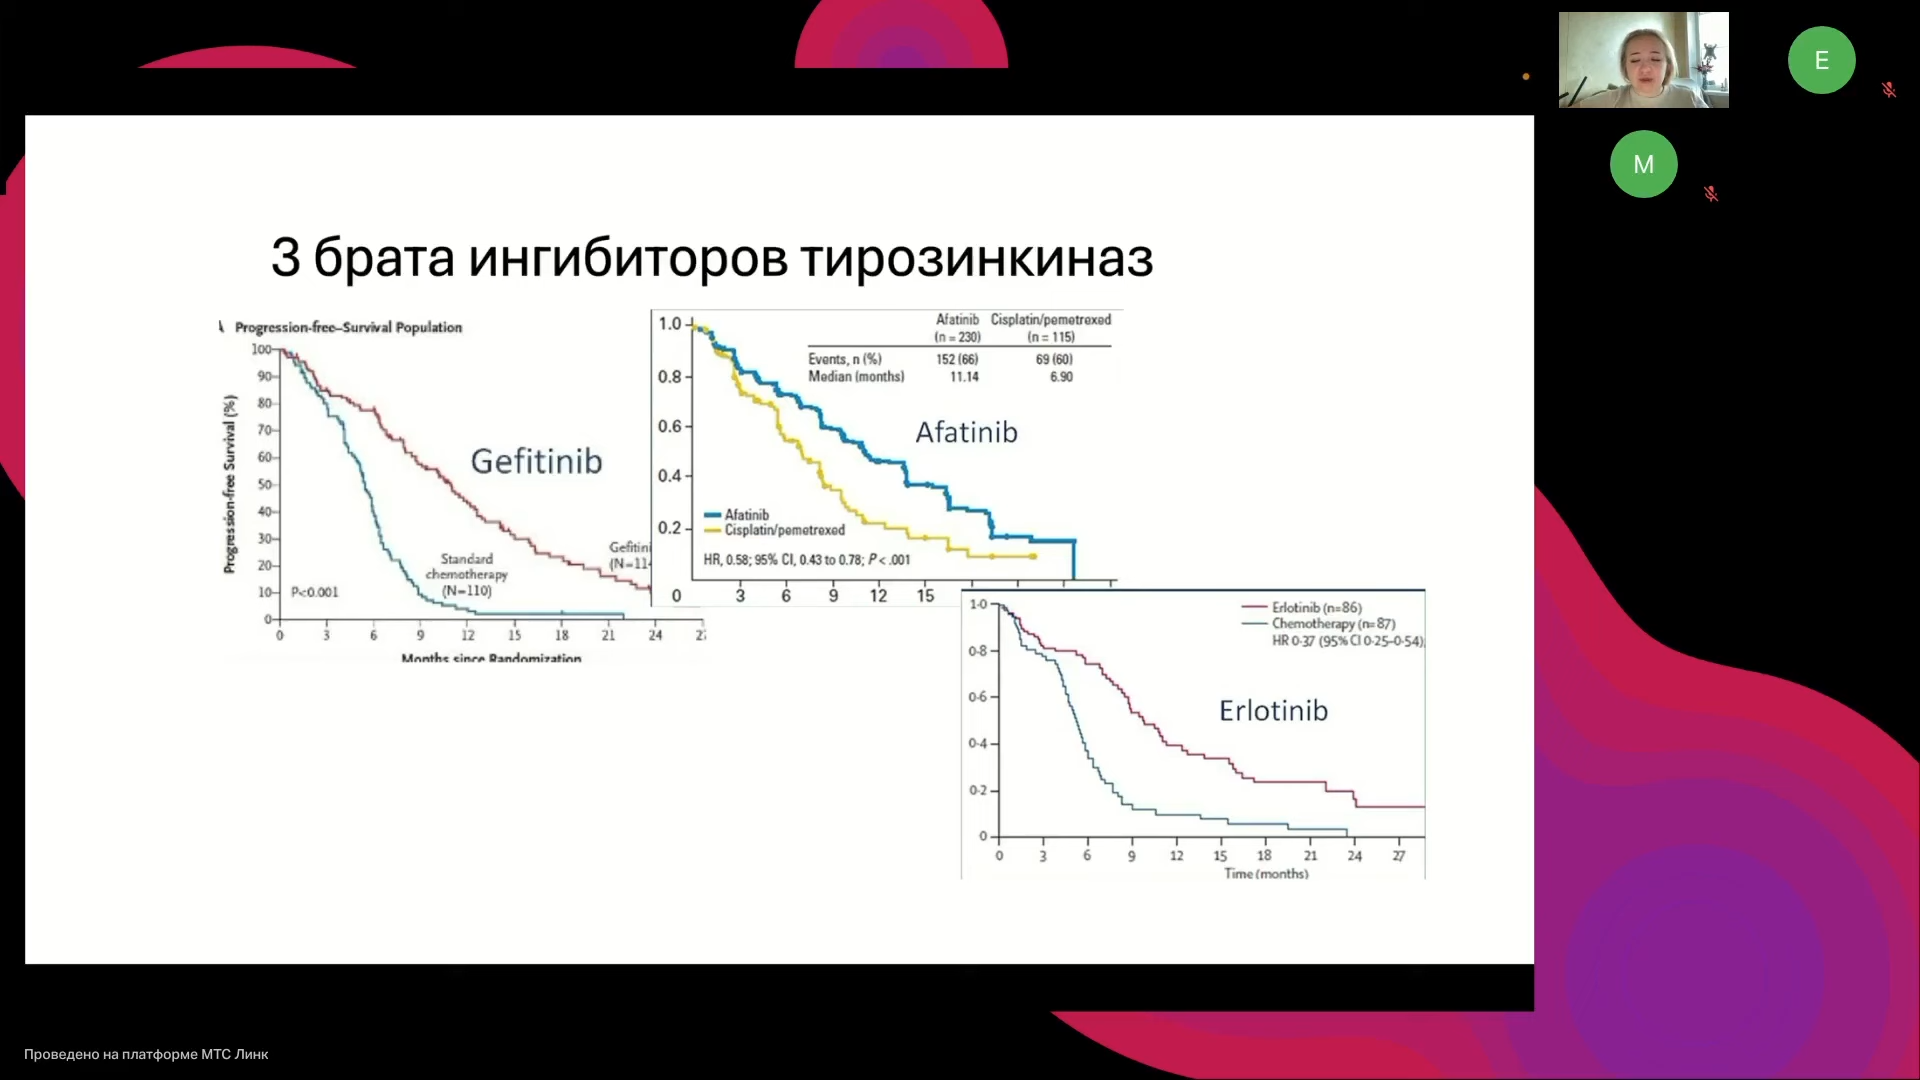 E
M
3 брата ингибиторов тирозинкиназ
Progression-free–Survival Population
Progression-free Survival (%)
100
90
80
70
60
50
40
30
20
10
0
Gefitinib
Standard
chemotherapy
(N=110)
P<0.001
0 3 6 9 12 15 18 21 24
Months since Randomization
1.0
0.8
0.6
0.4
0.2
Afatinib Cisplatin/pemetrexed
(n = 230) (n = 115)
Events, n (%) 152 (66) 69 (60)
Median (months) 11.14 6.90
Afatinib
Afatinib
Cisplatin/pemetrexed
HR, 0.58; 95% CI, 0.43 to 0.78; P < .001
0 3 6 9 12 15
1·0
0·8
0·6
0·4
0·2
0
Erlotinib (n=86)
Chemotherapy (n=87)
HR 0·37 (95% CI 0·25–0·54)
Erlotinib
0 3 6 9 12 15 18 21 24 27
Time (months)
Проведено на платформе МТС Линк